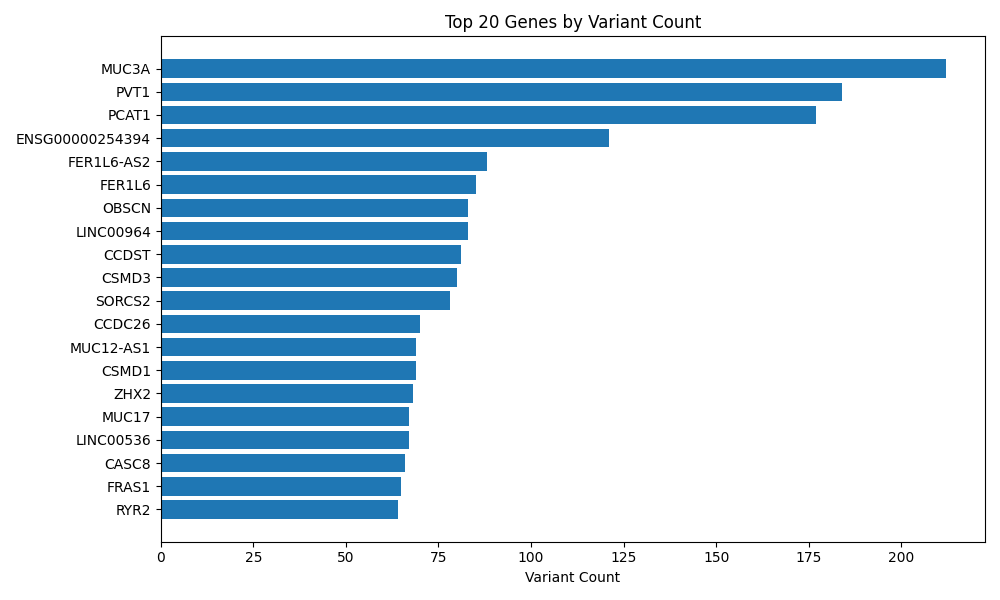 Top 20 Genes by Variant Count
MUC3A
PVT1
PCAT1
ENSG00000254394
FER1L6-AS2
FER1L6
OBSCN
LINC00964
CCDST
CSMD3
SORCS2
CCDC26
MUC12-AS1
CSMD1
ZHX2
MUC17
LINC00536
CASC8
FRAS1
RYR2
0 25 50 75 100 125 150 175 200
Variant Count